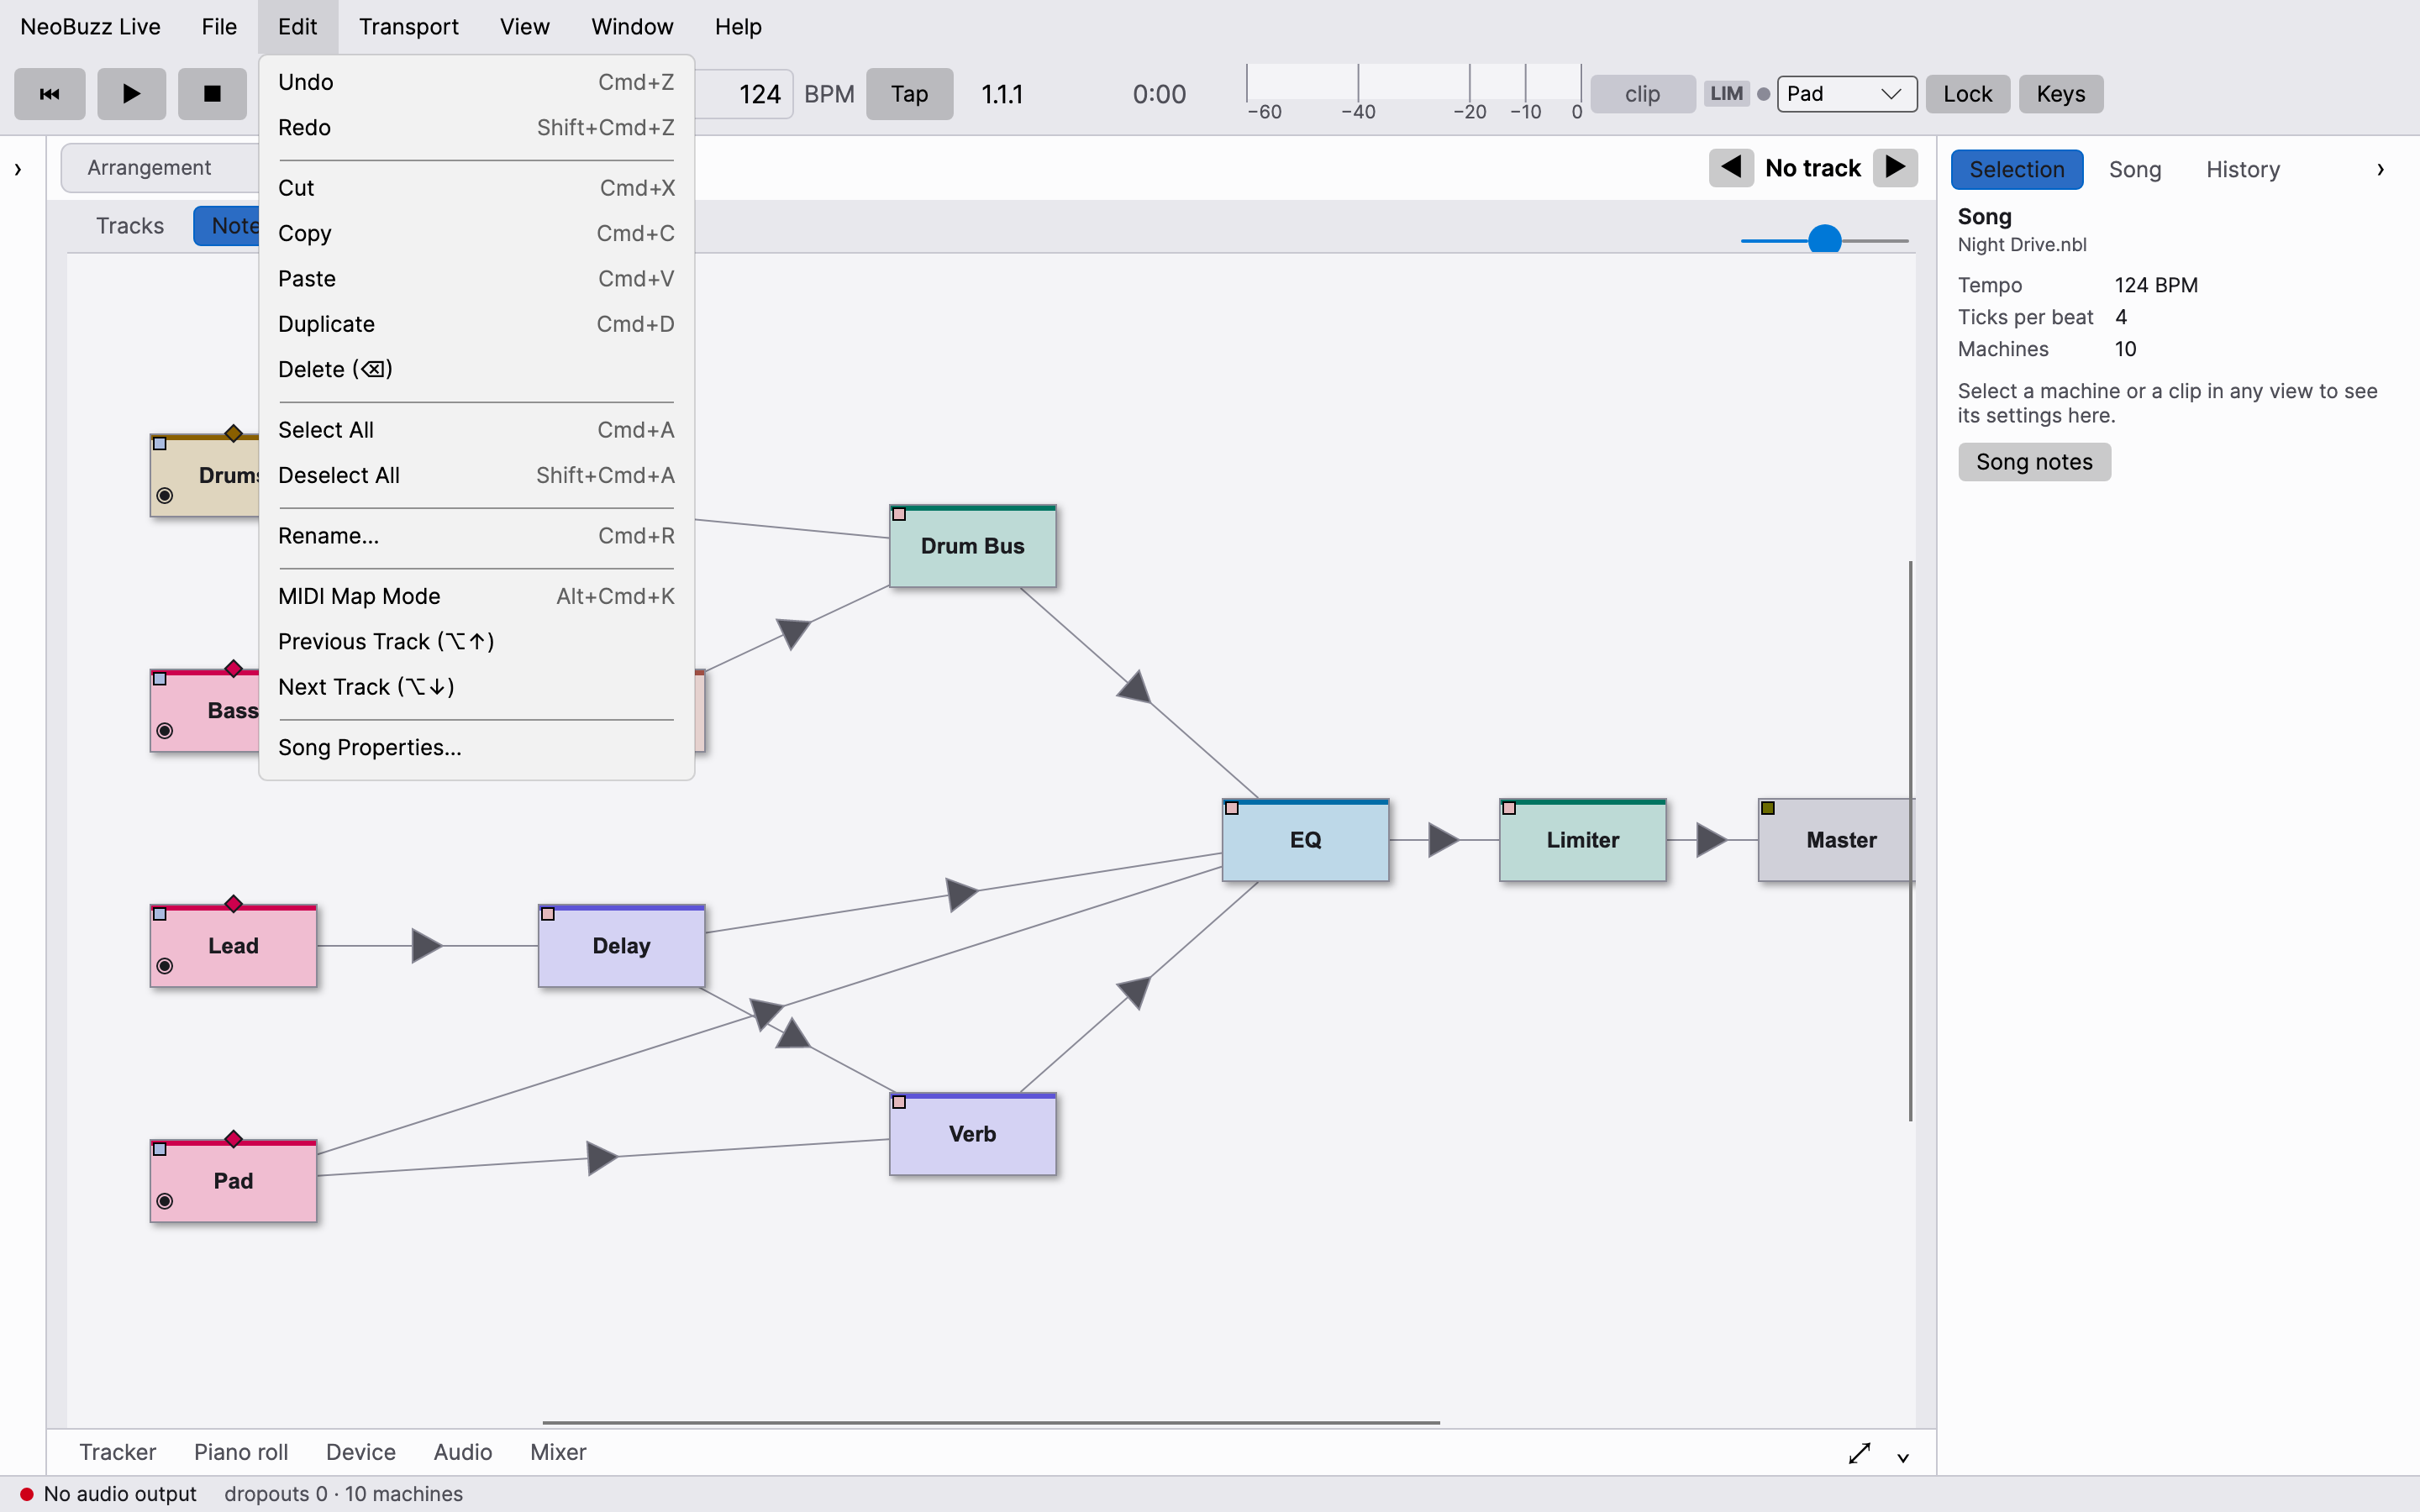 NeoBuzz Live File Edit Transport View Window Help
124 BPM Tap 1.1.1 0:00 clip LIM Pad Lock Keys
−60 −40 −20 −10 0
Undo Cmd+Z
Redo Shift+Cmd+Z
Cut Cmd+X
Copy Cmd+C
Paste Cmd+V
Duplicate Cmd+D
Delete (⌫)
Select All Cmd+A
Deselect All Shift+Cmd+A
Rename... Cmd+R
MIDI Map Mode Alt+Cmd+K
Previous Track (⌥↑)
Next Track (⌥↓)
Song Properties...
Arrangement
No track
Tracks Note
Drums
Drum Bus
Bass
EQ
Limiter
Master
Lead
Delay
Verb
Pad
Selection Song History
Song
Night Drive.nbl
Tempo 124 BPM
Ticks per beat 4
Machines 10
Select a machine or a clip in any view to see
its settings here.
Song notes
Tracker Piano roll Device Audio Mixer
No audio output dropouts 0 · 10 machines